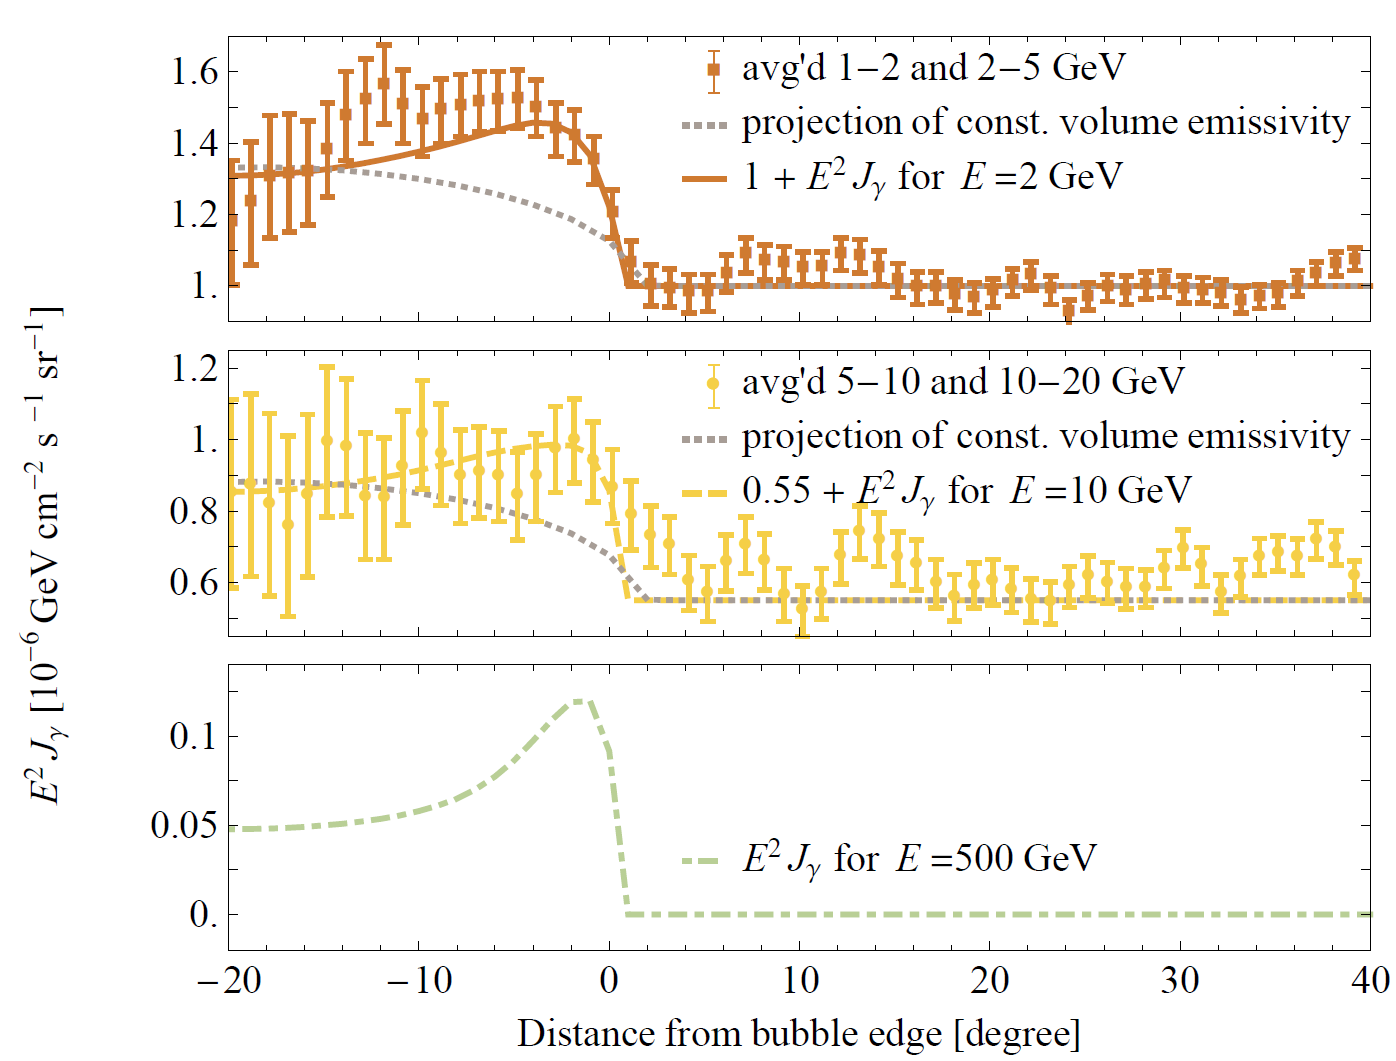 1.6
1.4
1.2
1.
avg'd 1−2 and 2−5 GeV
projection of const. volume emissivity
1 + E² Jγ for E =2 GeV
1.2
1.
0.8
0.6
avg'd 5−10 and 10−20 GeV
projection of const. volume emissivity
0.55 + E² Jγ for E =10 GeV
0.1
0.05
0.
E² Jγ for E =500 GeV
E² Jγ [10⁻⁶ GeV cm⁻² s⁻¹ sr⁻¹]
−20 −10 0 10 20 30 40
Distance from bubble edge [degree]